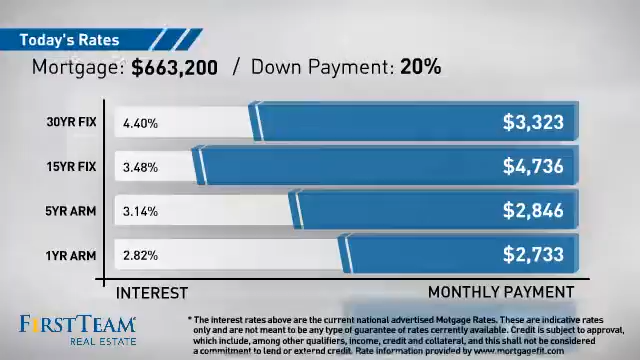 Today's Rates
Mortgage: $663,200 / Down Payment: 20%
30YR FIX 4.40% $3,323
15YR FIX 3.48% $4,736
5YR ARM 3.14% $2,846
1YR ARM 2.82% $2,733
INTEREST MONTHLY PAYMENT
FIRSTTEAM®
REAL ESTATE
* The interest rates above are the current national advertised Motgage Rates. These are indicative rates
only and are not meant to be any type of guarantee of rates cerrently available. Credit is subject to approval,
which include, among other qualifiers, income, credit and collateral, and this shall not be considered
a commitment to lend or externd credit. Rate information provided by www.mortgagelfit.com